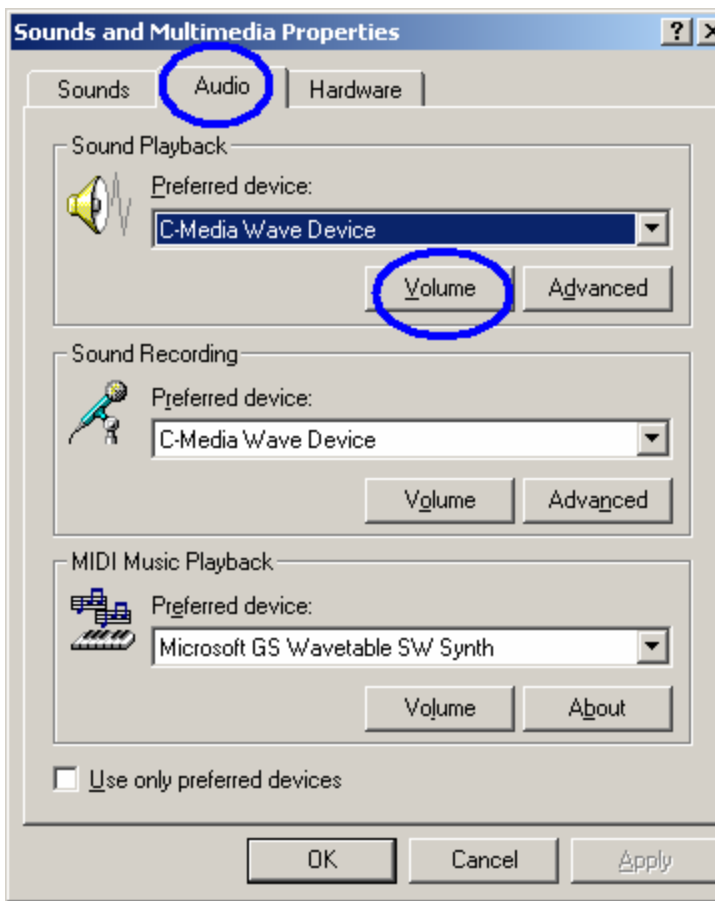 Sounds and Multimedia Properties
Sounds Audio Hardware
Sound Playback
Preferred device:
C-Media Wave Device
Volume Advanced
Sound Recording
Preferred device:
C-Media Wave Device
Volume Advanced
MIDI Music Playback
Preferred device:
Microsoft GS Wavetable SW Synth
Volume About
Use only preferred devices
OK Cancel Apply